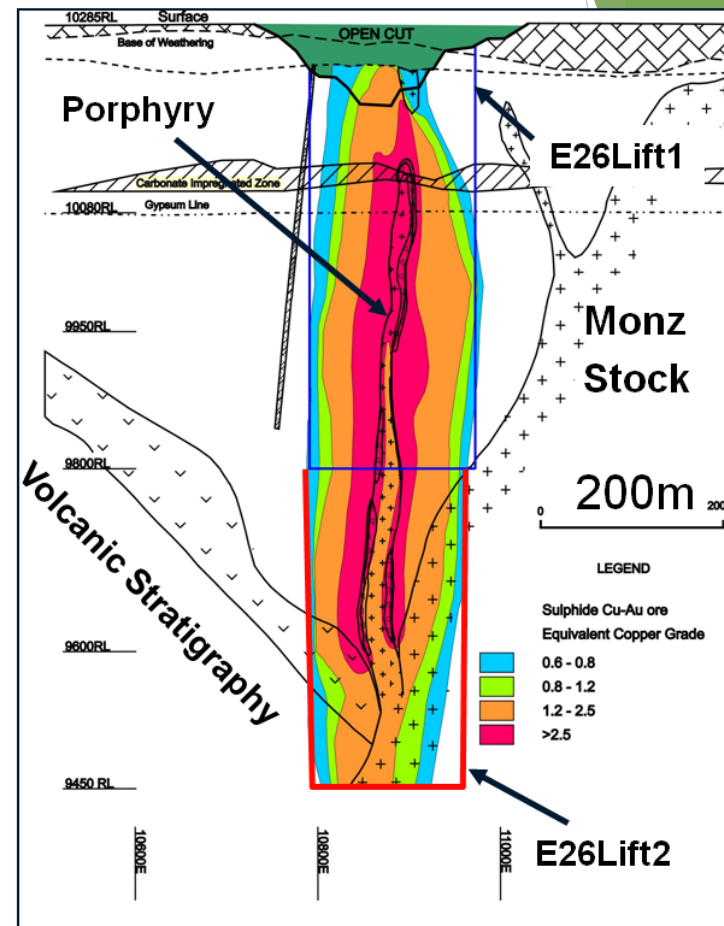 10285RL
Surface
Base of Weathering
OPEN CUT
Porphyry
E26Lift1
Carbonate Impregnated Zone
10080RL
Gypsum Line
9950RL
Monz
Stock
9800RL
Volcanic Stratigraphy
200m
0
200
LEGEND
Sulphide Cu-Au ore
Equivalent Copper Grade
0.6 - 0.8
0.8 - 1.2
1.2 - 2.5
>2.5
9600RL
9450 RL
10600E
10800E
11000E
E26Lift2